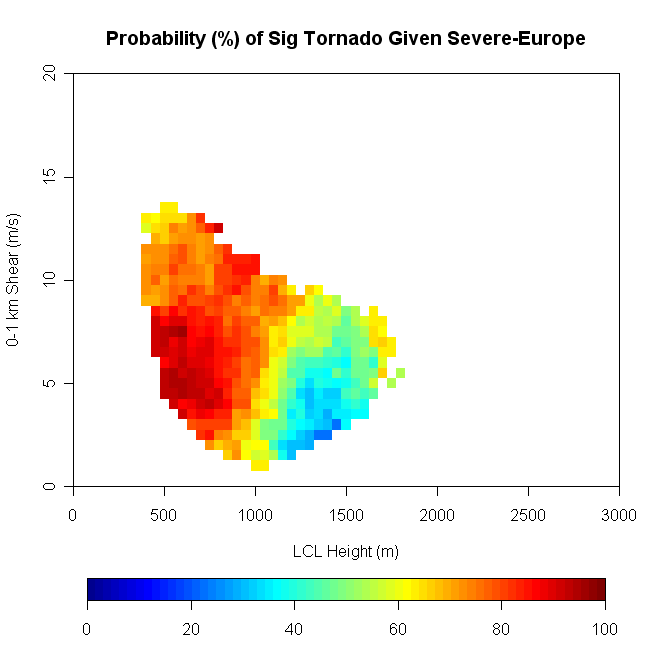 Probability (%) of Sig Tornado Given Severe-Europe
20
15
10
5
0
0-1 km Shear (m/s)
0 500 1000 1500 2000 2500 3000
LCL Height (m)
0 20 40 60 80 100